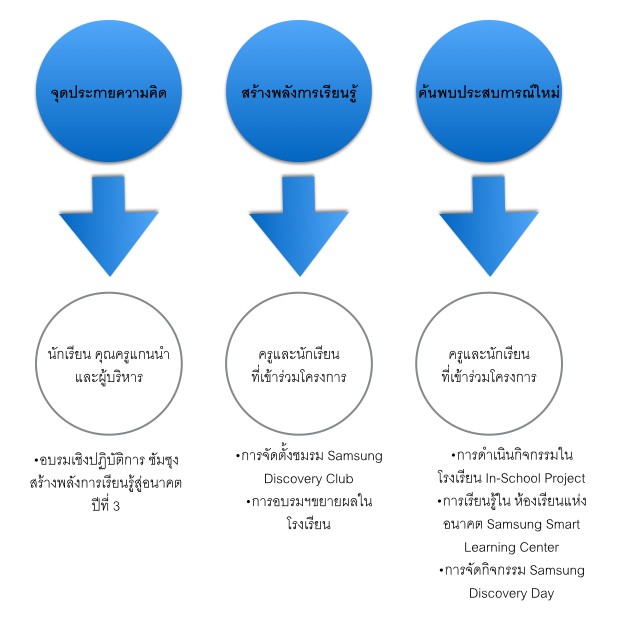 จุดประกายความคิด
สร้างพลังการเรียนรู้
ค้นพบประสบการณ์ใหม่
นักเรียน คุณครูแกนนำ
และผู้บริหาร
ครูและนักเรียน
ที่เข้าร่วมโครงการ
ครูและนักเรียน
ที่เข้าร่วมโครงการ
•อบรมเชิงปฏิบัติการ ซัมซุง
สร้างพลังการเรียนรู้สู่อนาคต
ปีที่ 3
•การจัดตั้งชมรม Samsung
Discovery Club
•การอบรมฯขยายผลใน
โรงเรียน
•การดำเนินกิจกรรมใน
โรงเรียน In-School Project
•การเรียนรู้ใน ห้องเรียนแห่ง
อนาคต Samsung Smart
Learning Center
•การจัดกิจกรรม Samsung
Discovery Day